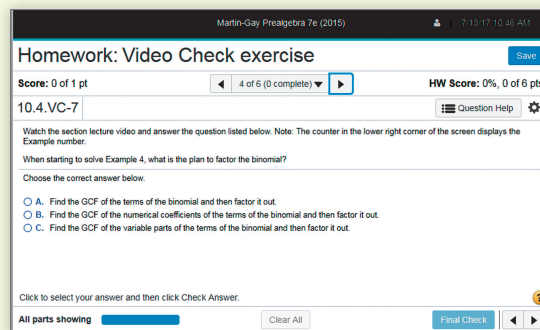 Martin-Gay Prealgebra 7e (2015)
7/13/17 10:46 AM
Homework: Video Check exercise
Save
Score: 0 of 1 pt
4 of 6 (0 complete)
HW Score: 0%, 0 of 6 pts
10.4.VC-7
Question Help
Watch the section lecture video and answer the question listed below. Note: The counter in the lower right corner of the screen displays the
Example number.
When starting to solve Example 4, what is the plan to factor the binomial?
Choose the correct answer below.
A. Find the GCF of the terms of the binomial and then factor it out.
B. Find the GCF of the numerical coefficients of the terms of the binomial and then factor it out.
C. Find the GCF of the variable parts of the terms of the binomial and then factor it out.
Click to select your answer and then click Check Answer.
?
All parts showing
Clear All
Final Check